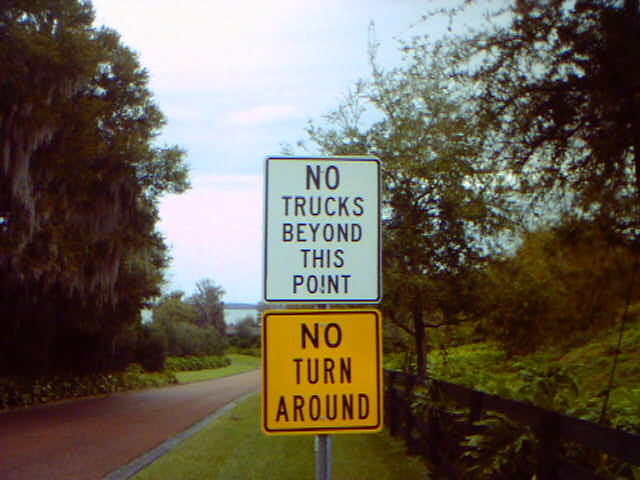 NO
TRUCKS
BEYOND
THIS
POINT
NO
TURN
AROUND